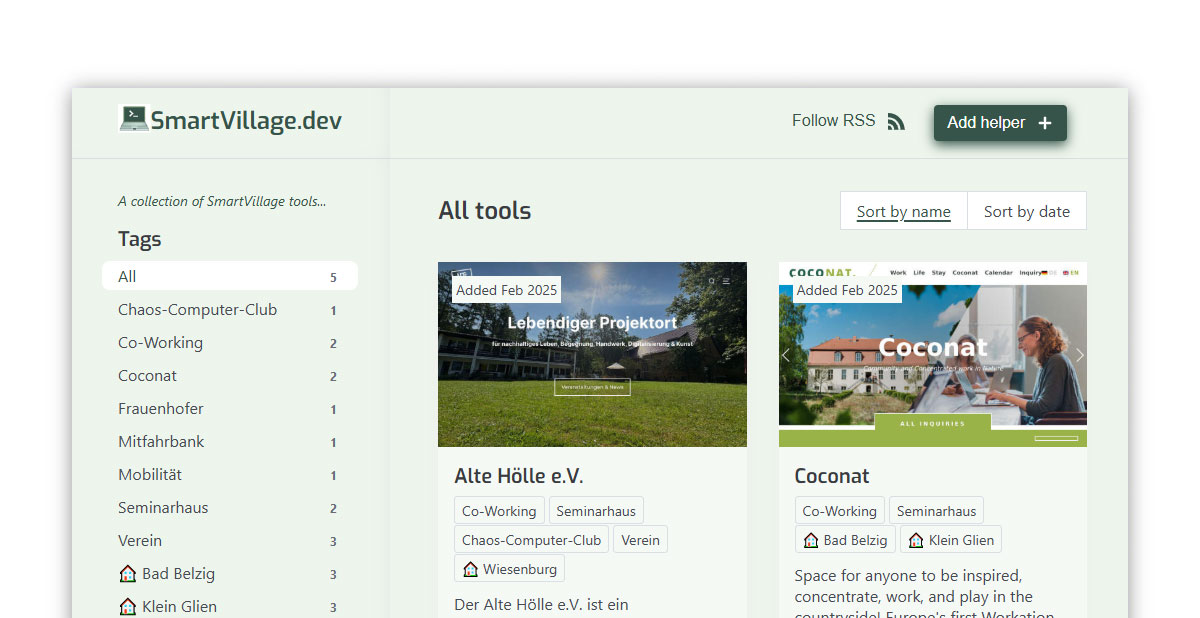 SmartVillage.dev
Follow RSS
Add helper +
A collection of SmartVillage tools...
Tags
All 5
Chaos-Computer-Club 1
Co-Working 2
Coconat 2
Frauenhofer 1
Mitfahrbank 1
Mobilität 1
Seminarhaus 2
Verein 3
Bad Belzig 3
Klein Glien 3
All tools
Sort by name
Sort by date
Added Feb 2025
Lebendiger Projektort
für nachhaltiges Leben, Begegnung, Handwerk, Digitalisierung & Kunst
Veranstaltungen & News
Alte Hölle e.V.
Co-Working Seminarhaus
Chaos-Computer-Club Verein
Wiesenburg
Der Alte Hölle e.V. ist ein
COCONAT.
Work Life Stay Coconat Calendar Inquiry DE EN
Added Feb 2025
Coconat
Community and Concentrated work in Nature
ALL INQUIRIES
Coconat
Co-Working Seminarhaus
Bad Belzig Klein Glien
Space for anyone to be inspired,
concentrate, work, and play in the
countryside! Europe's first Workation